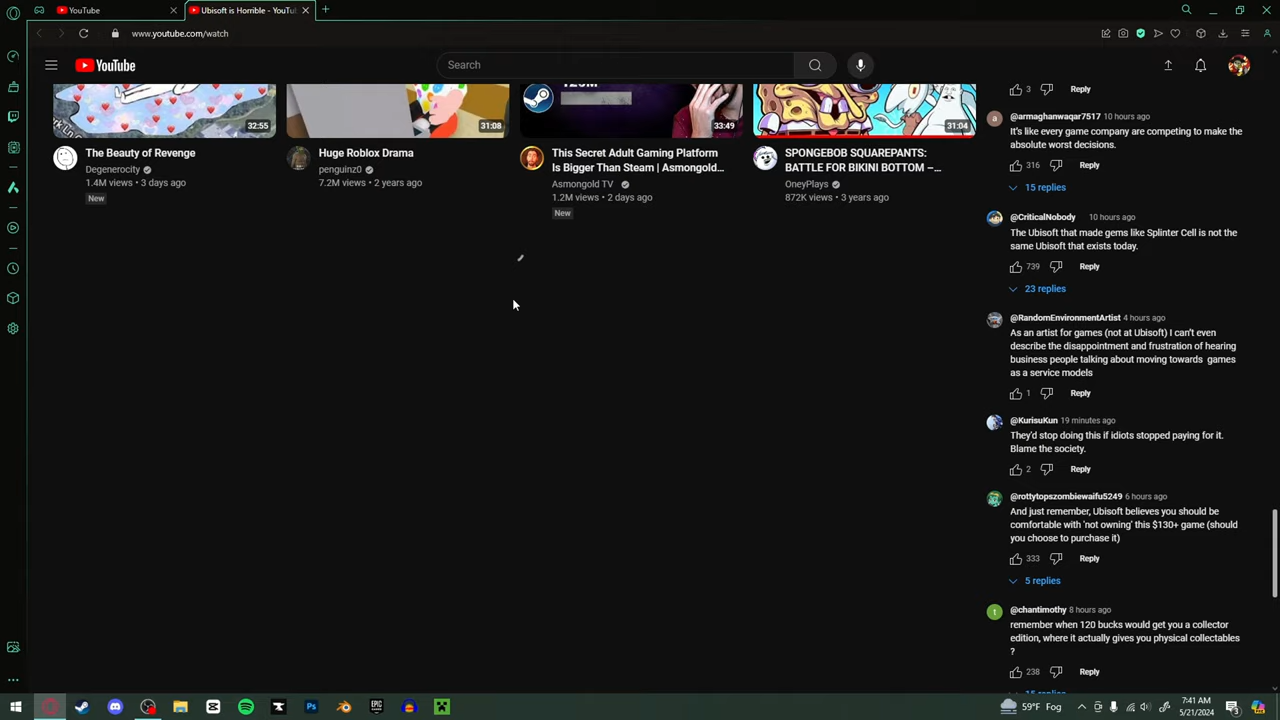 YouTube
Ubisoft is Horrible - YouTu
www.youtube.com/watch
YouTube
Search
32:55
31:08
33:49
31:04
The Beauty of Revenge
Degenerocity
1.4M views • 3 days ago
New
Huge Roblox Drama
penguinz0
7.2M views • 2 years ago
This Secret Adult Gaming Platform
Is Bigger Than Steam | Asmongold...
Asmongold TV
1.2M views • 2 days ago
New
SPONGEBOB SQUAREPANTS:
BATTLE FOR BIKINI BOTTOM –...
OneyPlays
872K views • 3 years ago
3 Reply
@armaghanwaqar7517 10 hours ago
It's like every game company are competing to make the
absolute worst decisions.
316 Reply
15 replies
@CriticalNobody 10 hours ago
The Ubisoft that made gems like Splinter Cell is not the
same Ubisoft that exists today.
739 Reply
23 replies
@RandomEnvironmentArtist 4 hours ago
As an artist for games (not at Ubisoft) I can't even
describe the disappointment and frustration of hearing
business people talking about moving towards games
as a service models
1 Reply
@KurisuKun 19 minutes ago
They'd stop doing this if idiots stopped paying for it.
Blame the society.
2 Reply
@rottytopszombiewaifu5249 6 hours ago
And just remember, Ubisoft believes you should be
comfortable with 'not owning' this $130+ game (should
you choose to purchase it)
333 Reply
5 replies
@chantimothy 8 hours ago
remember when 120 bucks would get you a collector
edition, where it actually gives you physical collectables
?
238 Reply
59°F Fog
7:41 AM
5/21/2024